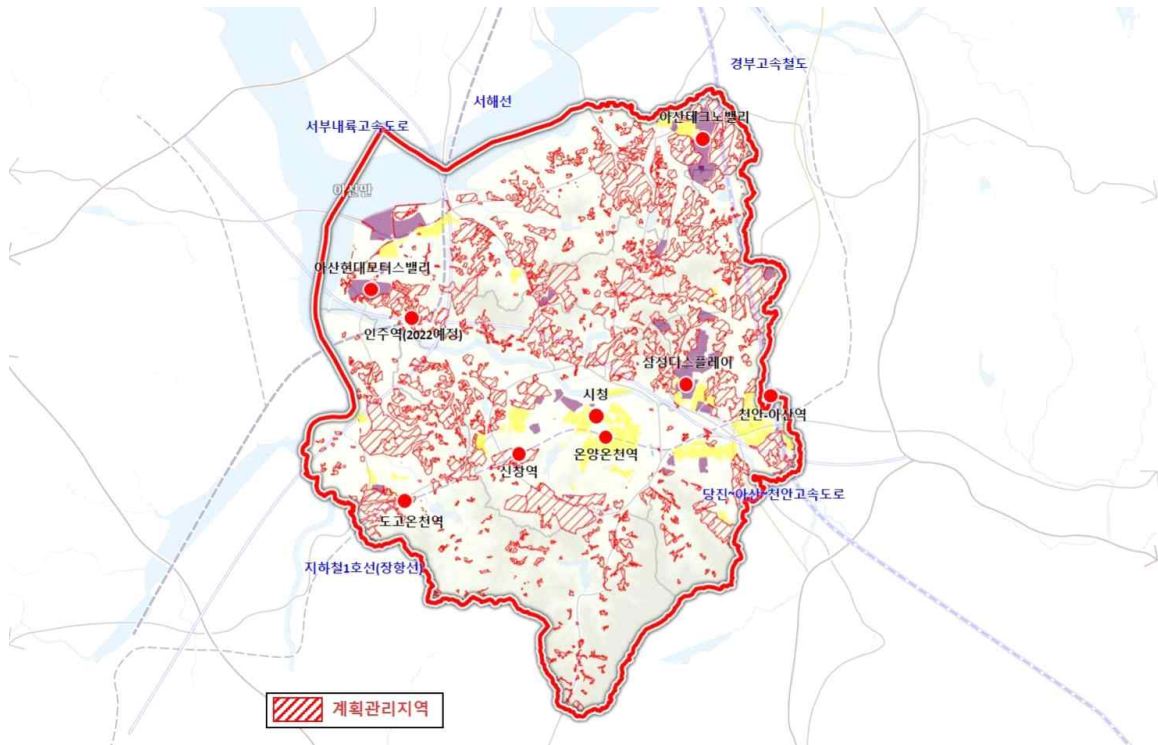 경부고속철도
서해선
아산테크노밸리
서부내륙고속도로
아산만
아산현대모터스밸리
인주역(2022예정)
삼성디스플레이
시청
천안-아산역
온양온천역
신창역
당진~아산~천안고속도로
도고온천역
지하철1호선(장항선)
계획관리지역